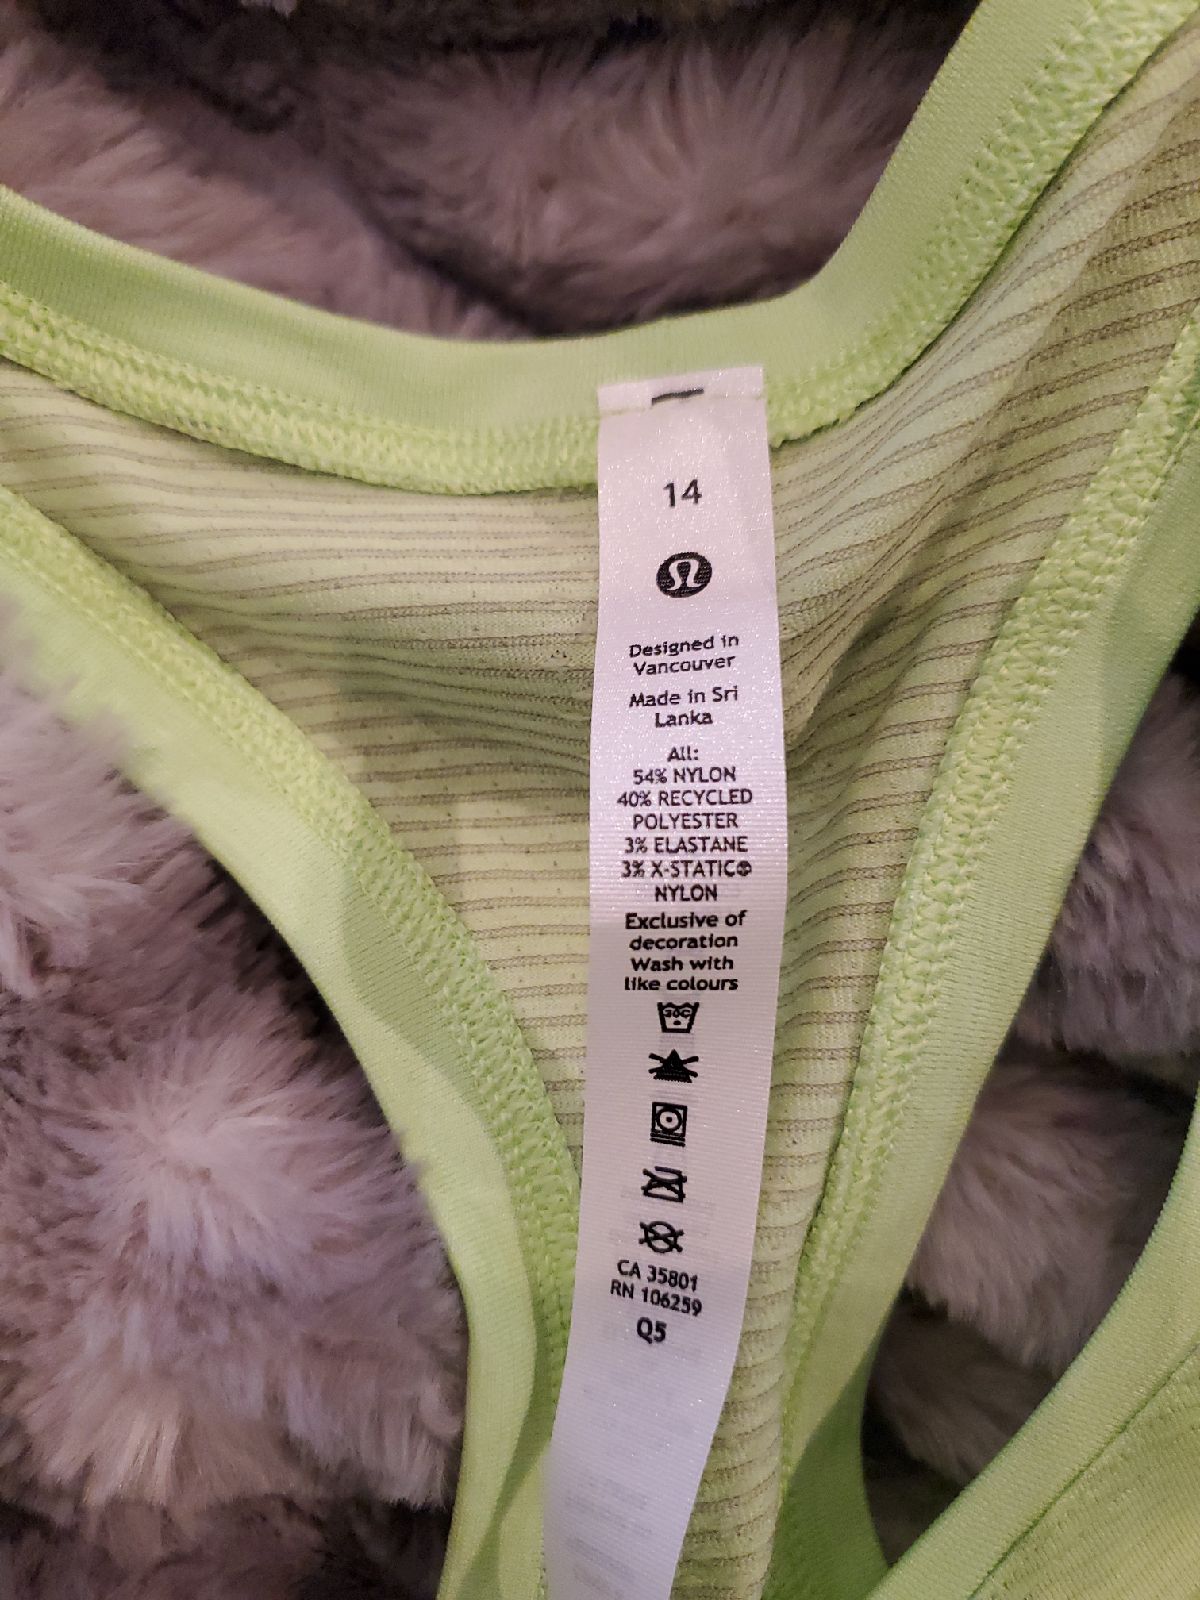 14
Designed in
Vancouver
Made in Sri
Lanka
All:
54% NYLON
40% RECYCLED
POLYESTER
3% ELASTANE
3% X-STATIC®
NYLON
Exclusive of
decoration
Wash with
like colours
30C
CA 35801
RN 106259
Q5